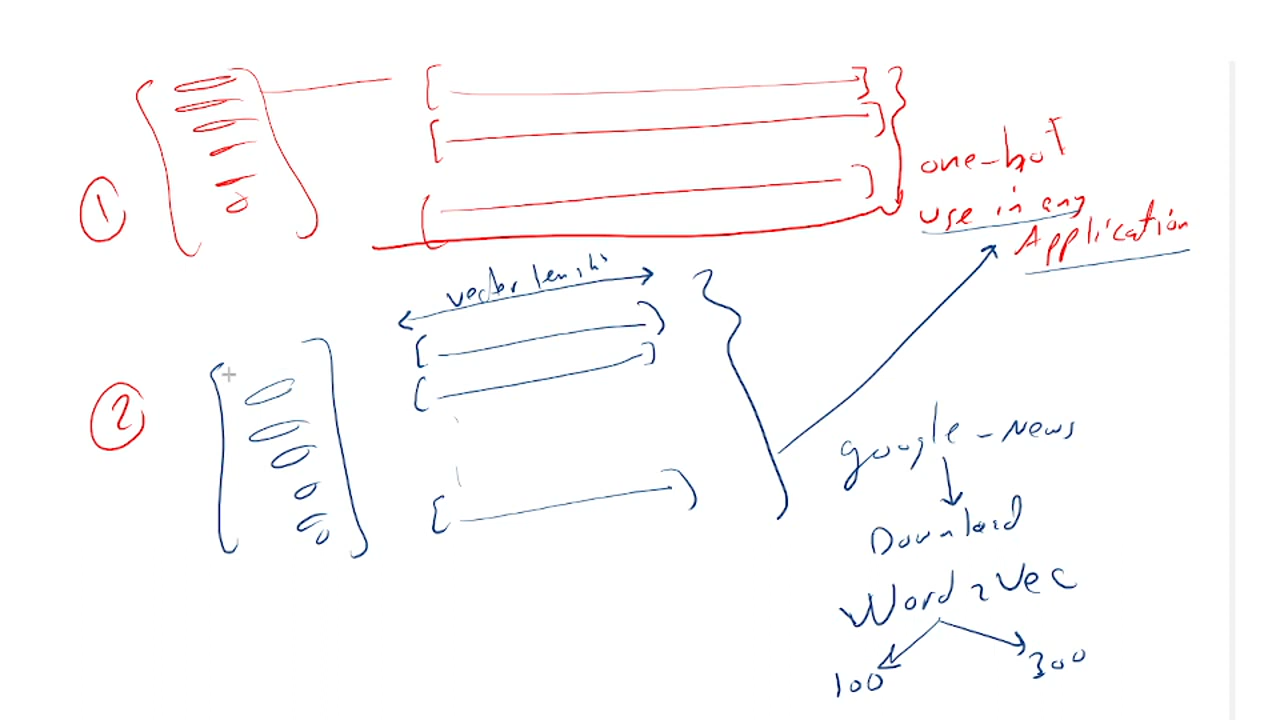 ①
one-hot
use in any
Application
vector length
②
google-News
Download
Word2Vec
100
300